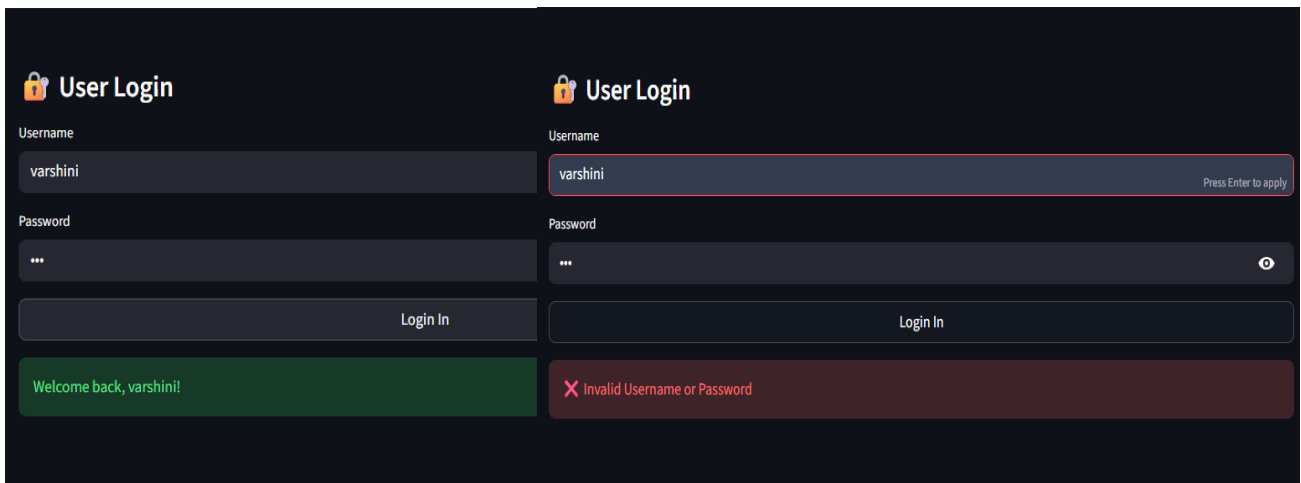 User Login
Username
varshini
Password
•••
Login In
Welcome back, varshini!
User Login
Username
varshini
Press Enter to apply
Password
•••
Login In
❌ Invalid Username or Password